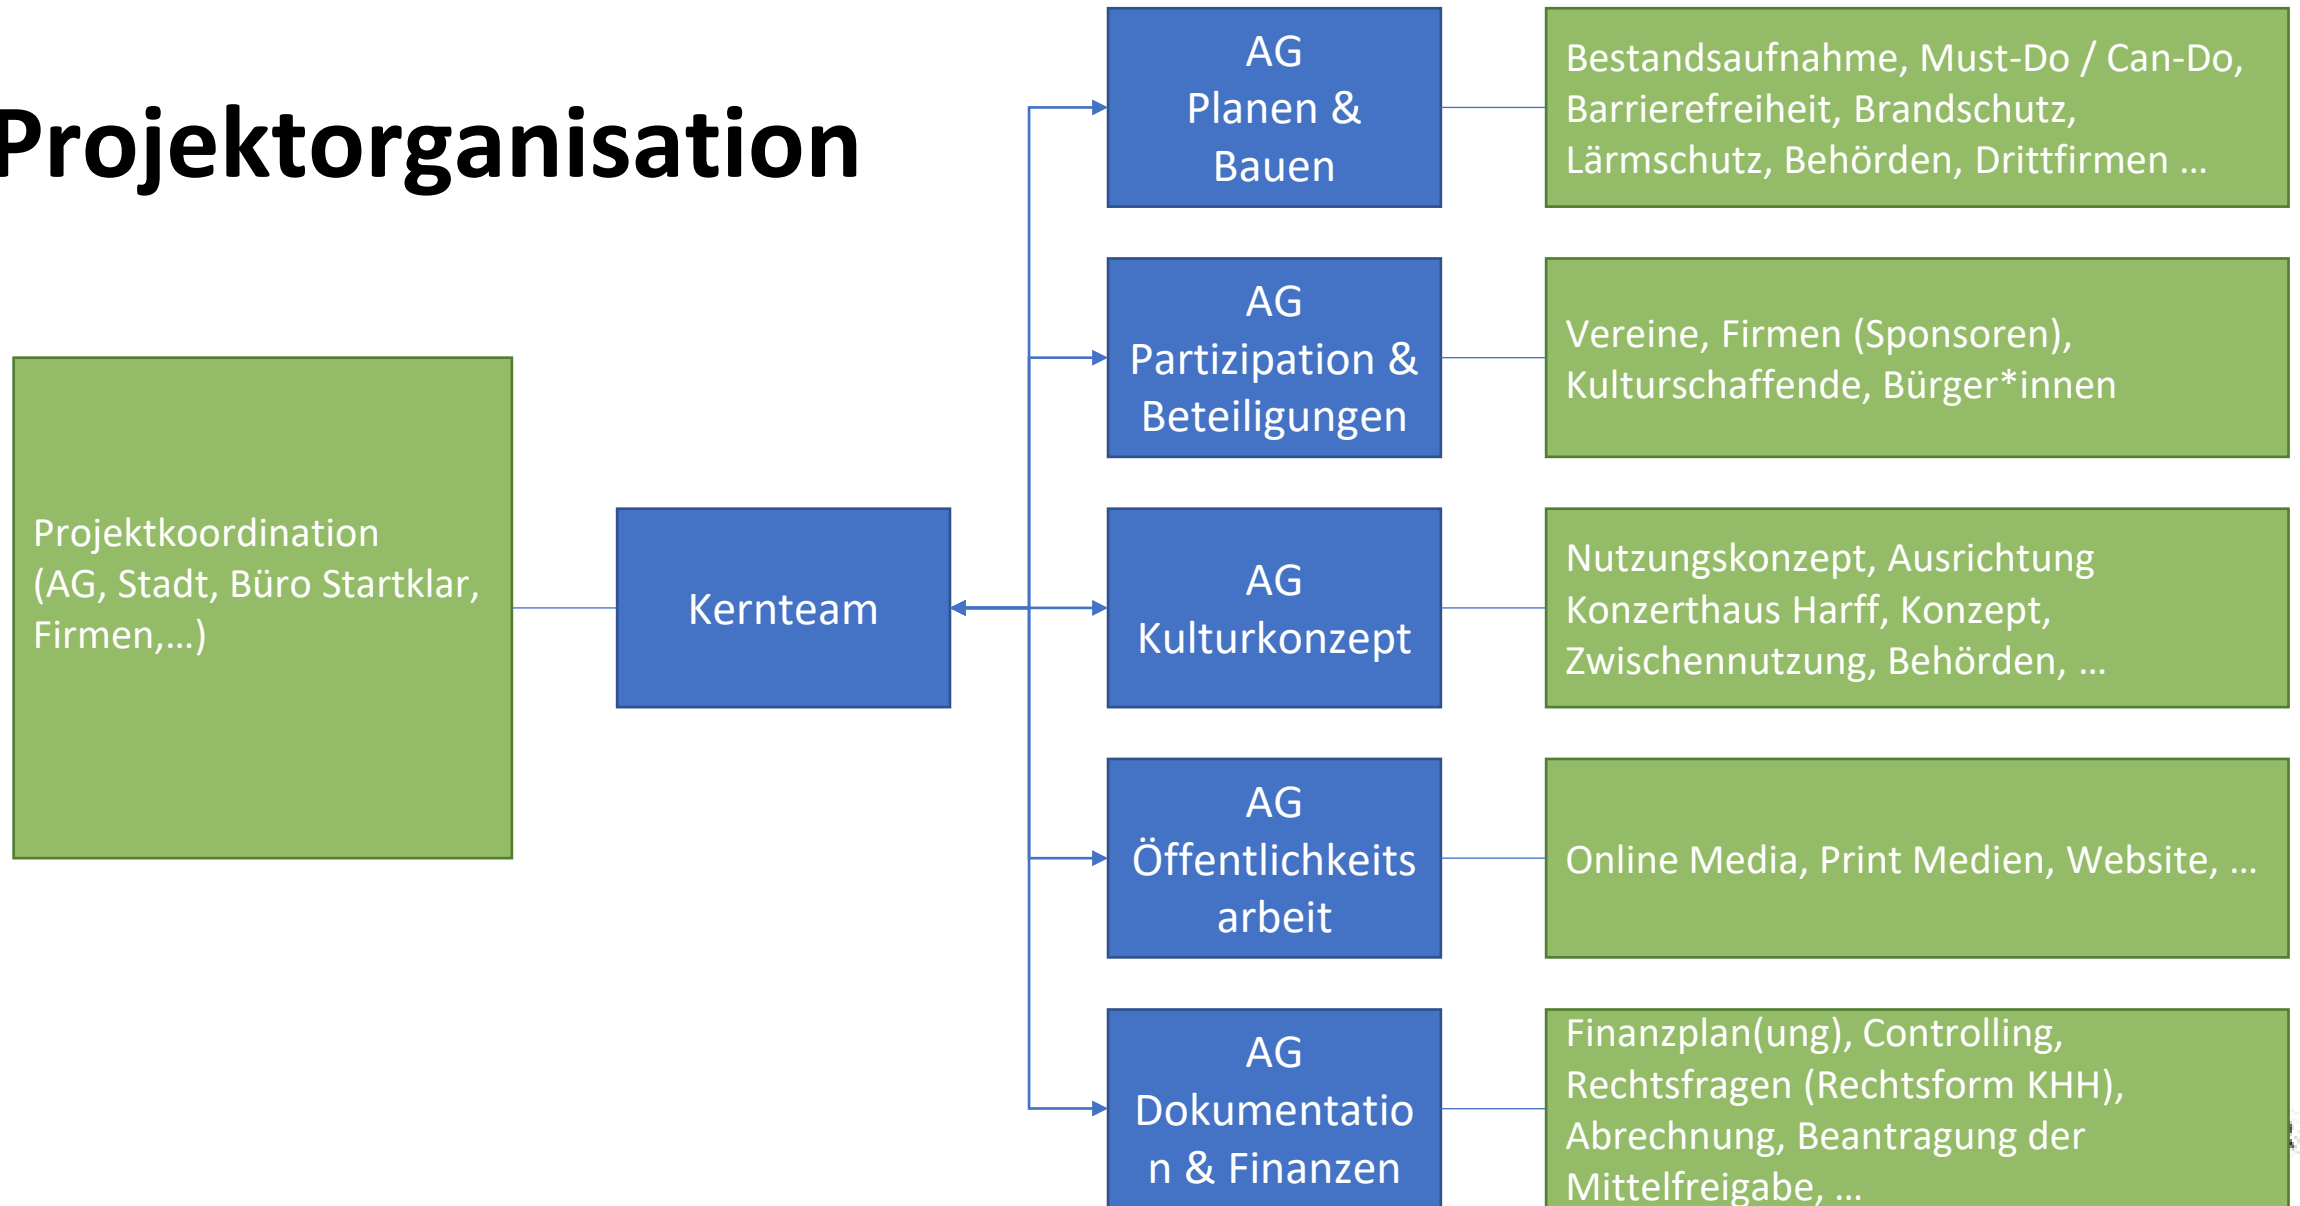 Projektorganisation
Projektkoordination
(AG, Stadt, Büro Startklar,
Firmen,...)
Kernteam
AG
Planen &
Bauen
Bestandsaufnahme, Must-Do / Can-Do,
Barrierefreiheit, Brandschutz,
Lärmschutz, Behörden, Drittfirmen ...
AG
Partizipation &
Beteiligungen
Vereine, Firmen (Sponsoren),
Kulturschaffende, Bürger*innen
AG
Kulturkonzept
Nutzungskonzept, Ausrichtung
Konzerthaus Harff, Konzept,
Zwischennutzung, Behörden, ...
AG
Öffentlichkeits
arbeit
Online Media, Print Medien, Website, ...
AG
Dokumentatio
n & Finanzen
Finanzplan(ung), Controlling,
Rechtsfragen (Rechtsform KHH),
Abrechnung, Beantragung der
Mittelfreigabe, ...